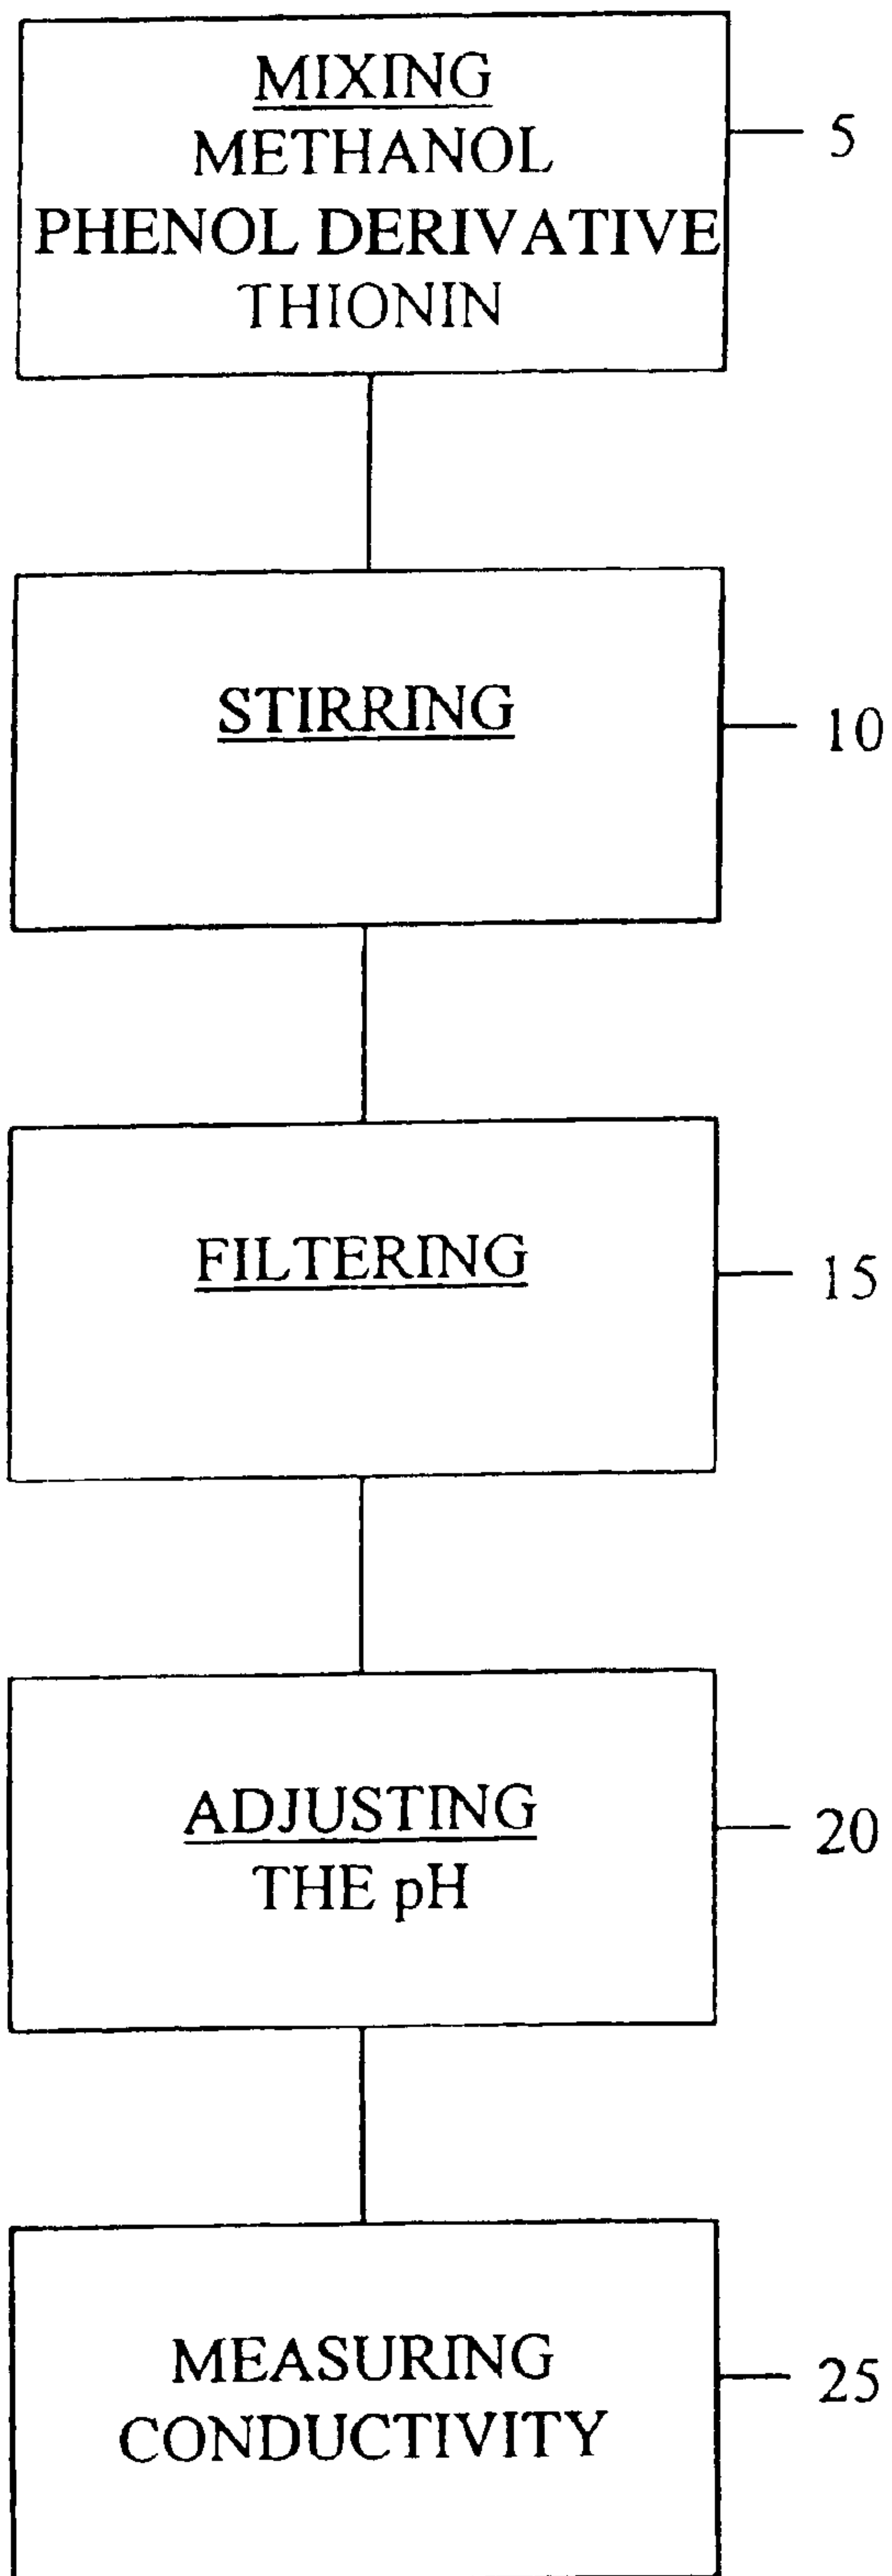 MIXING
METHANOL
PHENOL DERIVATIVE
THIONIN
5
STIRRING
10
FILTERING
15
ADJUSTING
THE pH
20
MEASURING
CONDUCTIVITY
25